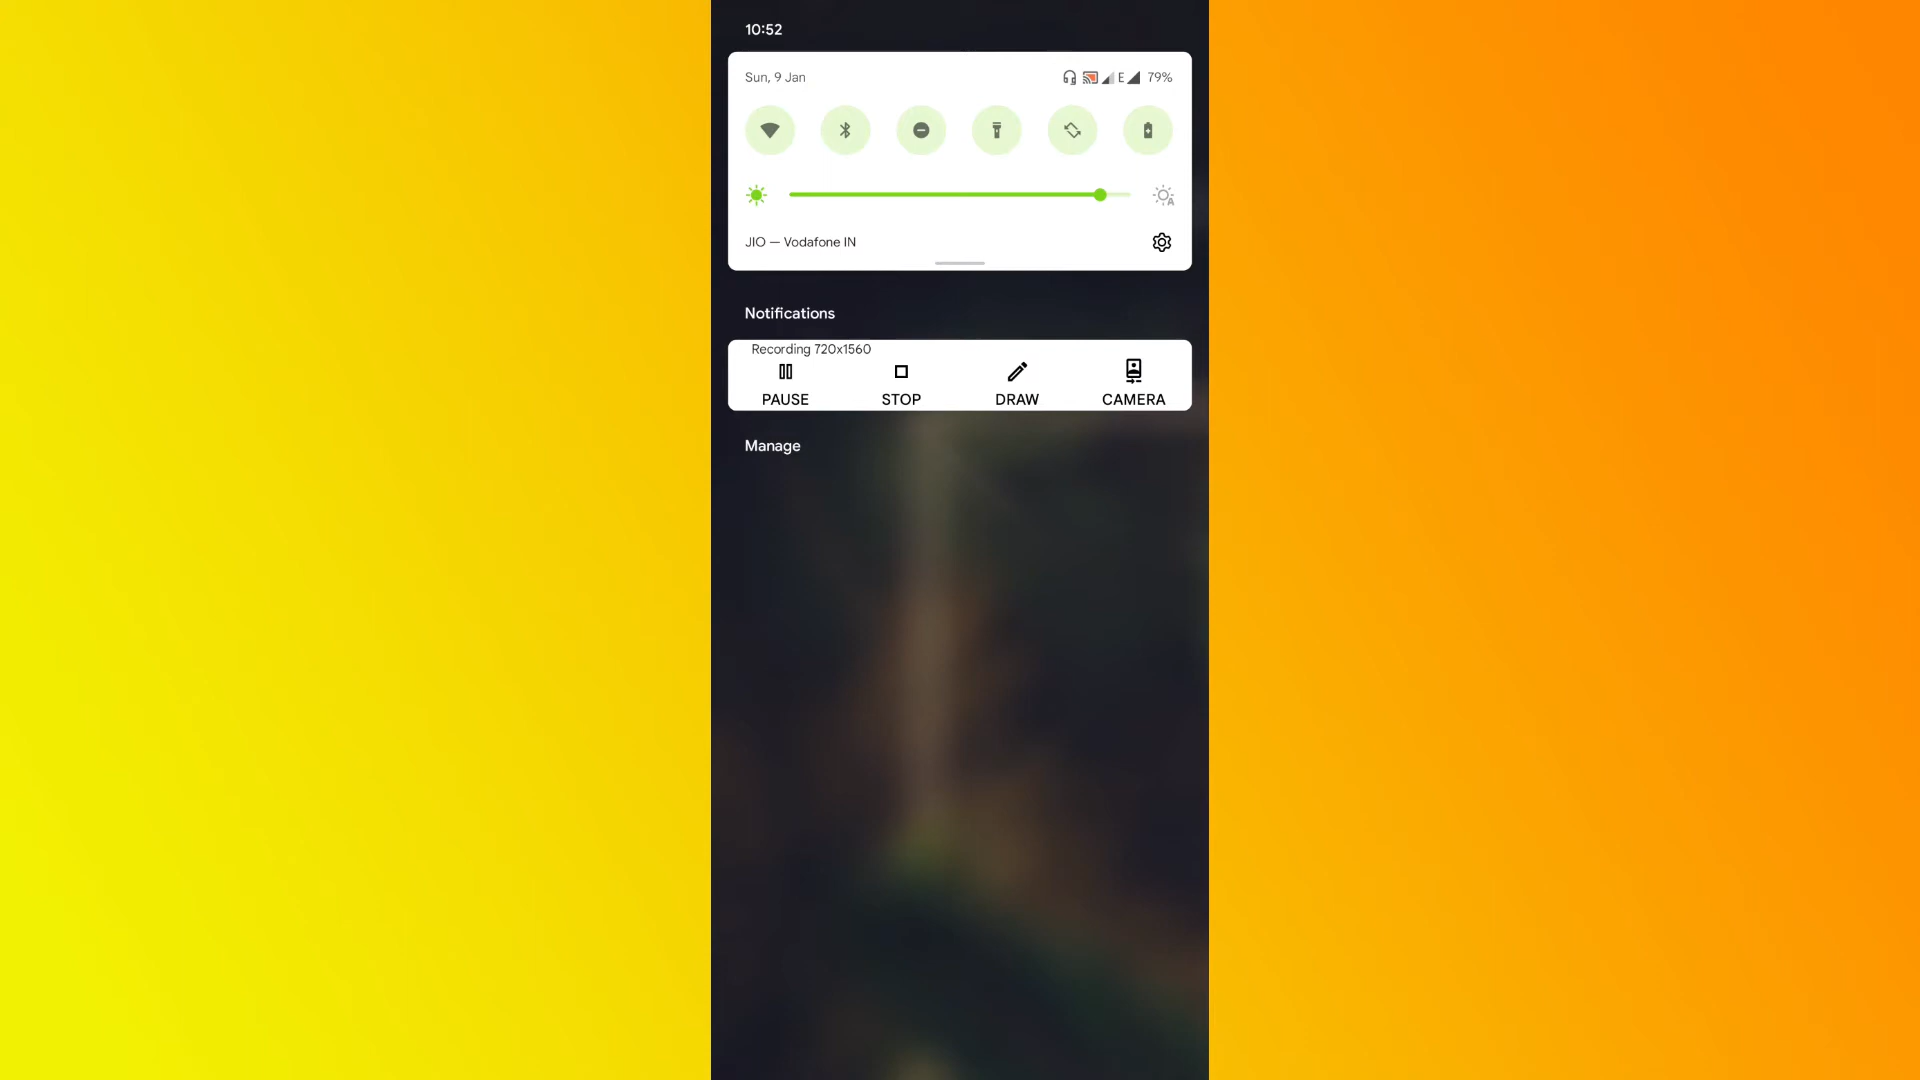 10:52
Sun, 9 Jan
E 79%
JIO — Vodafone IN
Notifications
Recording 720x1560
PAUSE STOP DRAW CAMERA
Manage